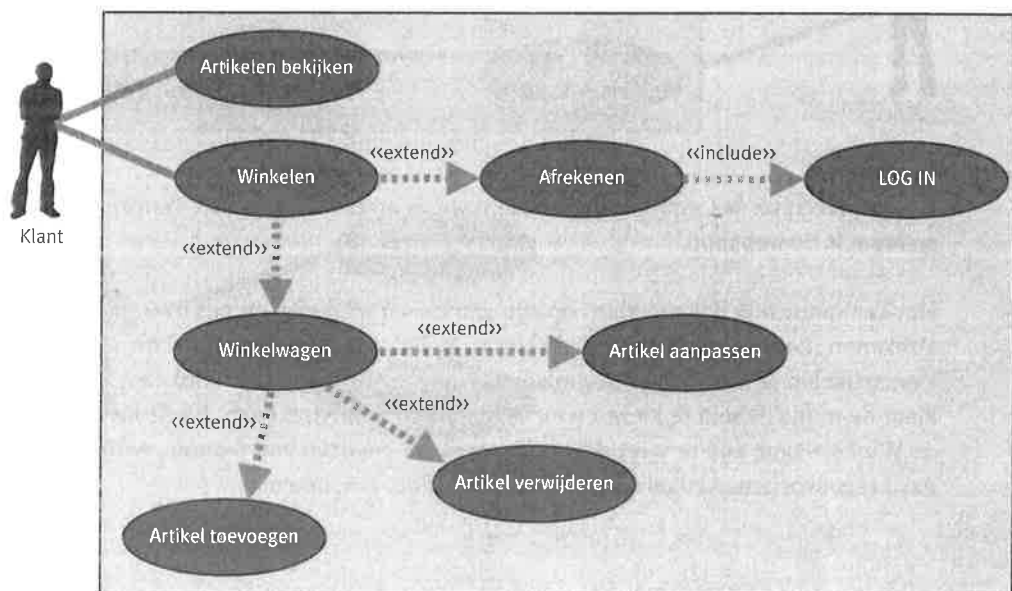 Artikelen bekijken
Klant
Winkelen
‹‹extend››
Afrekenen
‹‹include››
LOG IN
‹‹extend››
Winkelwagen
‹‹extend››
Artikel aanpassen
‹‹extend››
‹‹extend››
Artikel verwijderen
Artikel toevoegen